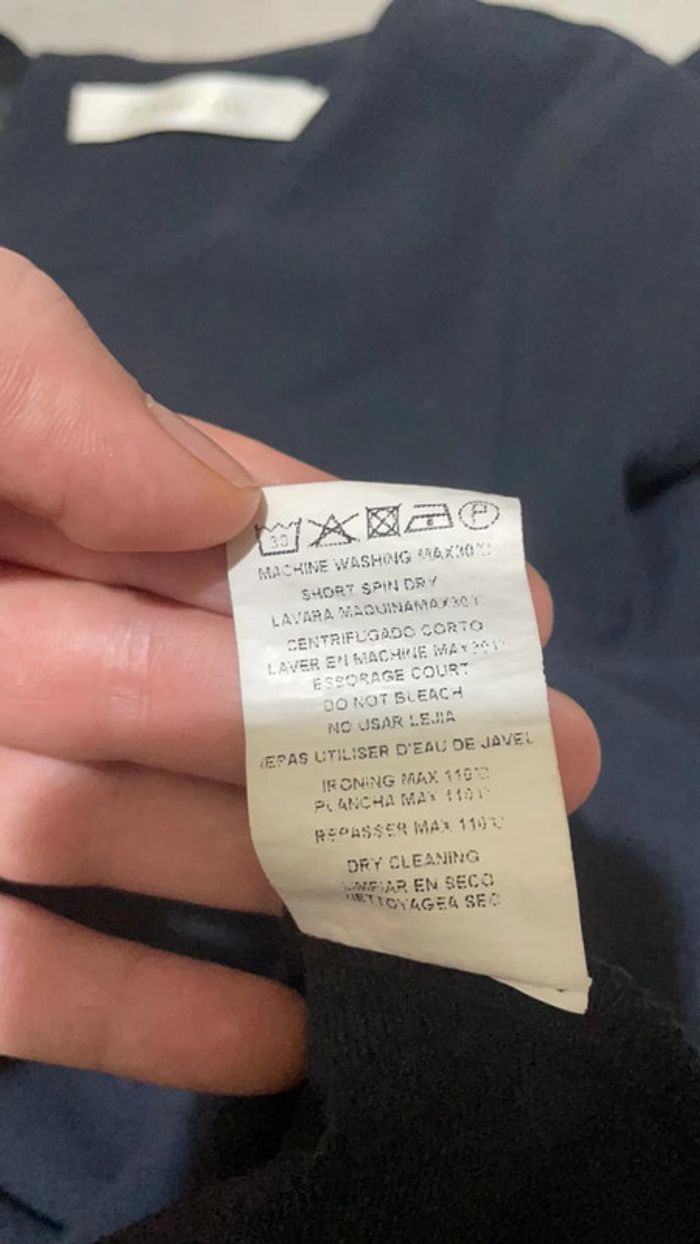 30 P
MACHINE WASHING MAX30℃
SHORT SPIN DRY
LAVARA MAQUINAMAX30℃
CENTRIFUGADO CORTO
LAVER EN MACHINE MAX30℃
ESSORAGE COURT
DO NOT BLEACH
NO USAR LEJIA
NEPAS UTILISER D'EAU DE JAVEL
IRONING MAX 110℃
PLANCHA MAX 110℃
REPASSER MAX 110℃
DRY CLEANING
LIMPIAR EN SECO
NETTOYAGEA SEC